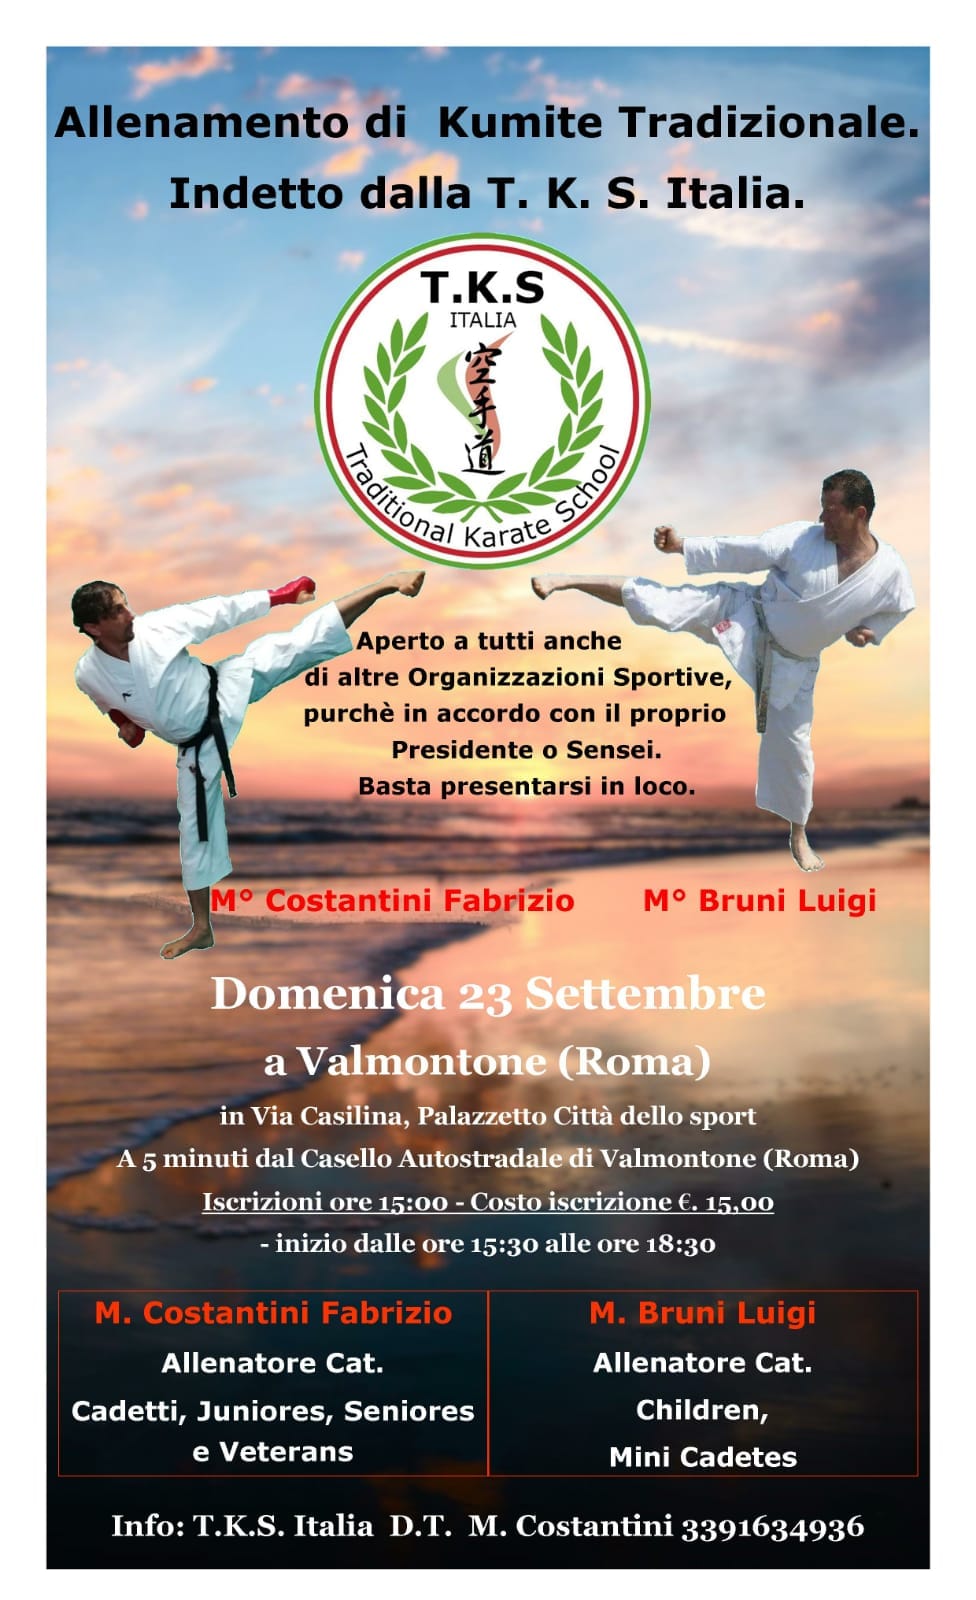 Allenamento di  Kumite Tradizionale.
Indetto dalla T. K. S. Italia.
T.K.S
ITALIA
空
手
道
Traditional Karate School
Aperto a tutti anche
di altre Organizzazioni Sportive,
purchè in accordo con il proprio
Presidente o Sensei.
Basta presentarsi in loco.
M° Costantini Fabrizio
M° Bruni Luigi
Domenica 23 Settembre
a Valmontone (Roma)
in Via Casilina, Palazzetto Città dello sport
A 5 minuti dal Casello Autostradale di Valmontone (Roma)
Iscrizioni ore 15:00 - Costo iscrizione €. 15,00
- inizio dalle ore 15:30 alle ore 18:30
M. Costantini Fabrizio
Allenatore Cat.
Cadetti, Juniores, Seniores
e Veterans
M. Bruni Luigi
Allenatore Cat.
Children,
Mini Cadetes
Info: T.K.S. Italia  D.T.  M. Costantini 3391634936